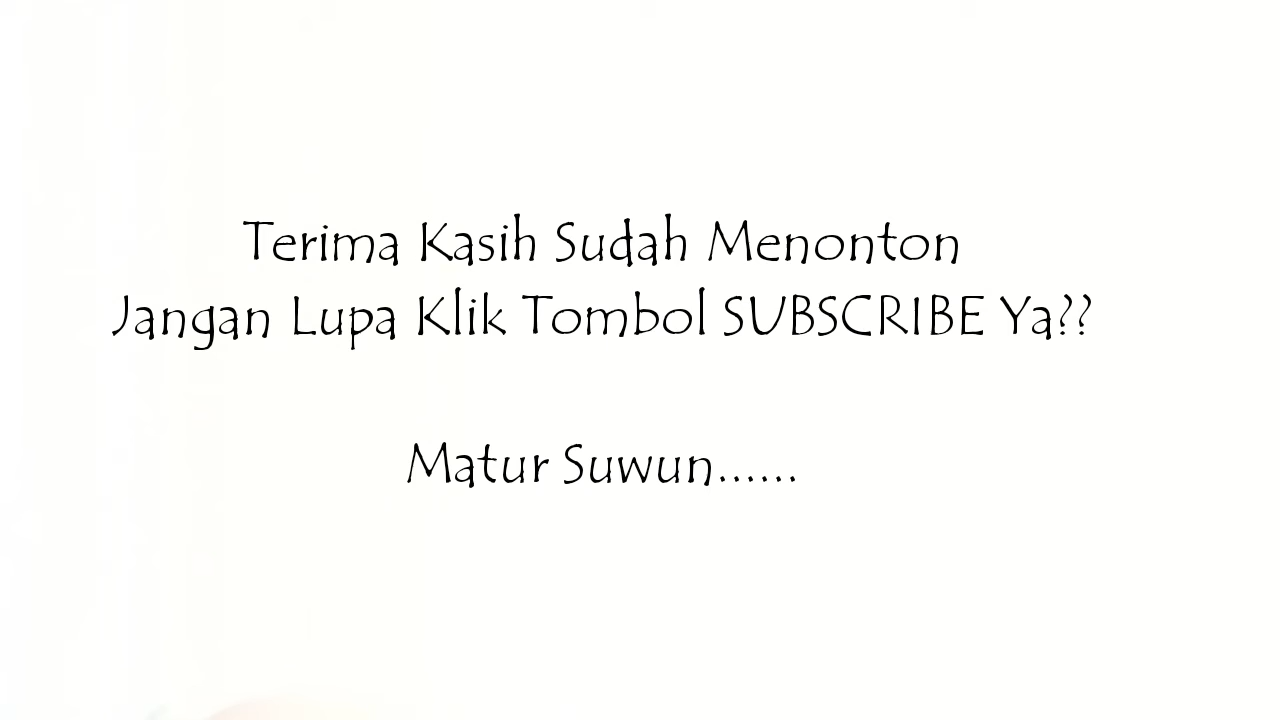 Terima Kasih Sudah Menonton
Jangan Lupa Klik Tombol SUBSCRIBE Ya??
Matur Suwun......